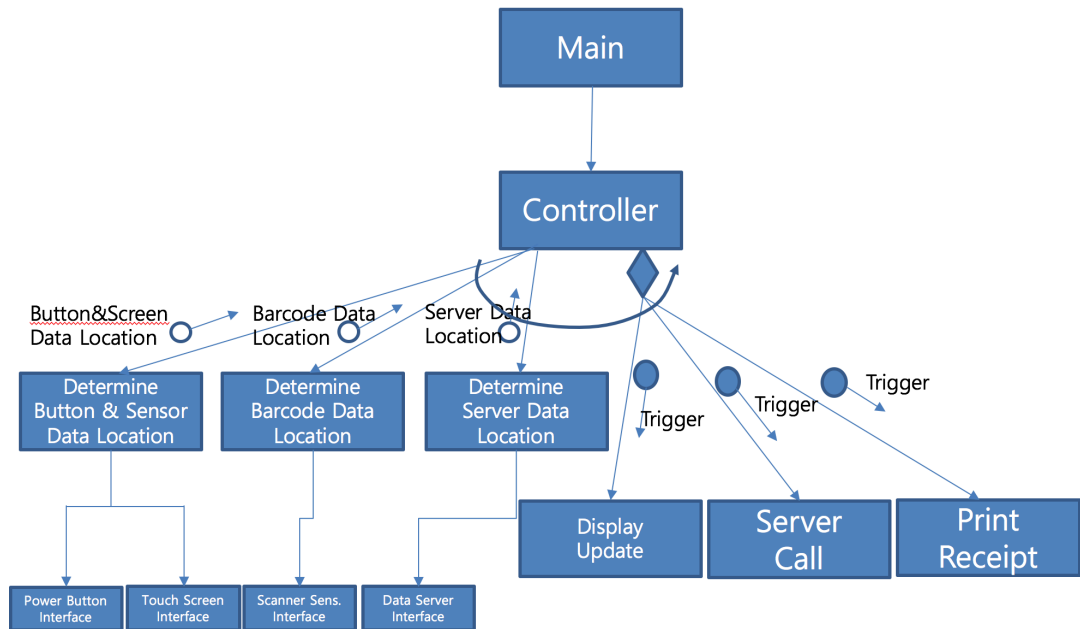 Main
Controller
Button&Screen
Data Location
Barcode Data
Location
Server Data
Location
Determine
Button & Sensor
Data Location
Determine
Barcode Data
Location
Determine
Server Data
Location
Trigger
Trigger
Trigger
Display
Update
Server
Call
Print
Receipt
Power Button
Interface
Touch Screen
Interface
Scanner Sens.
Interface
Data Server
Interface